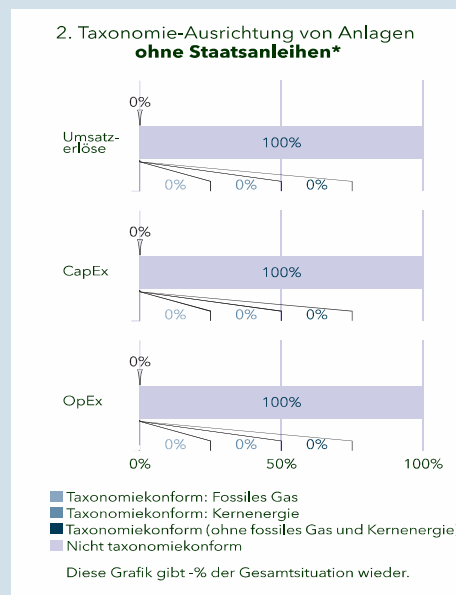 2. Taxonomie-Ausrichtung von Anlagen
ohne Staatsanleihen*
0%
Umsatz-
erlöse
100%
0% 0% 0%
0%
CapEx
100%
0% 0% 0%
0%
OpEx
100%
0% 0% 0%
0% 50% 100%
Taxonomiekonform: Fossiles Gas
Taxonomiekonform: Kernenergie
Taxonomiekonform (ohne fossiles Gas und Kernenergie
Nicht taxonomiekonform
Diese Grafik gibt -% der Gesamtsituation wieder.